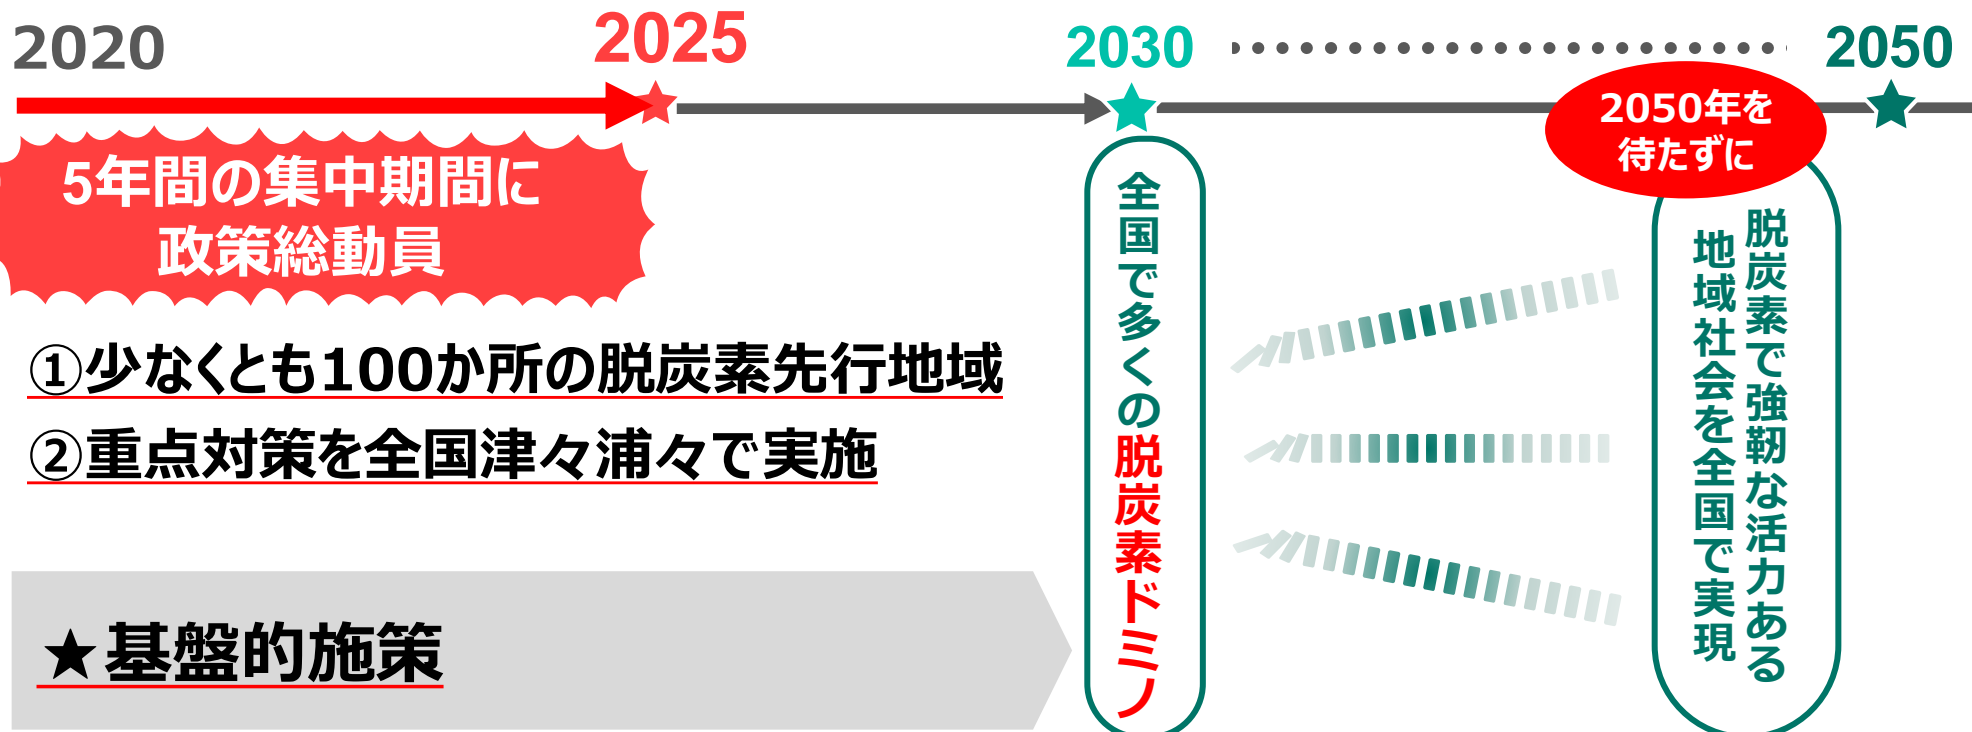 2020
2025
2030
2050
5年間の集中期間に
政策総動員
①少なくとも100か所の脱炭素先行地域
②重点対策を全国津々浦々で実施
★基盤的施策
全国で多くの脱炭素ドミノ
2050年を
待たずに
脱炭素で強靭な活力ある
地域社会を全国で実現